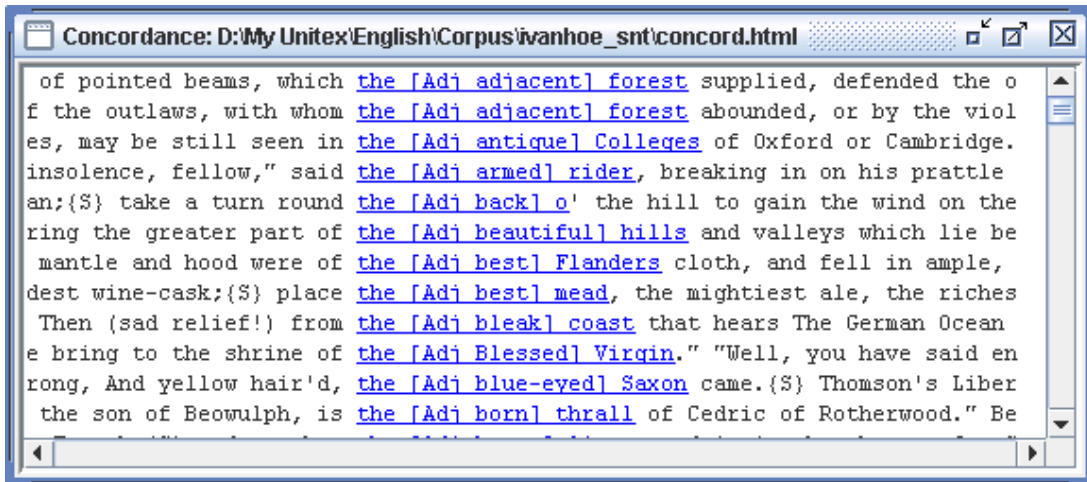 Concordance: D:\My Unitex\English\Corpus\ivanhoe_snt\concord.html
of pointed beams, which the [Adj adjacent] forest supplied, defended the o
f the outlaws, with whom the [Adj adjacent] forest abounded, or by the viol
es, may be still seen in the [Adj antique] Colleges of Oxford or Cambridge.
insolence, fellow," said the [Adj armed] rider, breaking in on his prattle
an;{S} take a turn round the [Adj back] o' the hill to gain the wind on the
ring the greater part of the [Adj beautiful] hills and valleys which lie be
mantle and hood were of the [Adj best] Flanders cloth, and fell in ample,
dest wine-cask;{S} place the [Adj best] mead, the mightiest ale, the riches
Then (sad relief!) from the [Adj bleak] coast that hears The German Ocean
e bring to the shrine of the [Adj Blessed] Virgin." "Well, you have said en
rong, And yellow hair'd, the [Adj blue-eyed] Saxon came.{S} Thomson's Liber
the son of Beowulph, is the [Adj born] thrall of Cedric of Rotherwood." Be